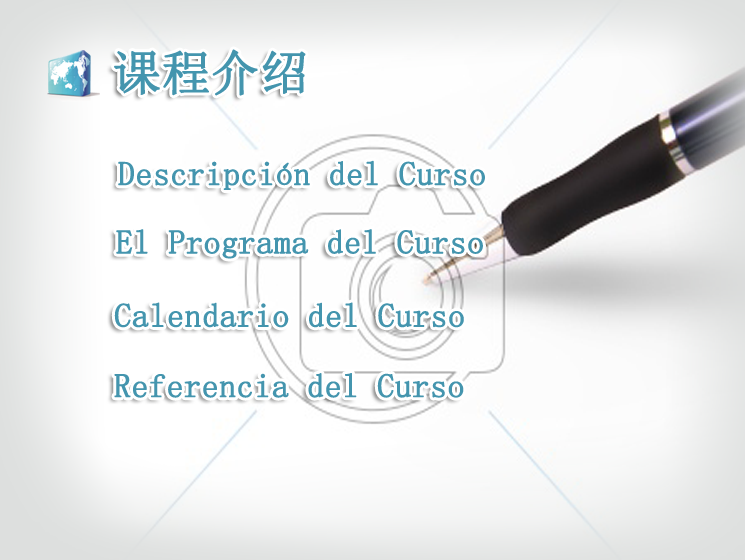 课程介绍
Descripción del Curso
El Programa del Curso
Calendario del Curso
Referencia del Curso